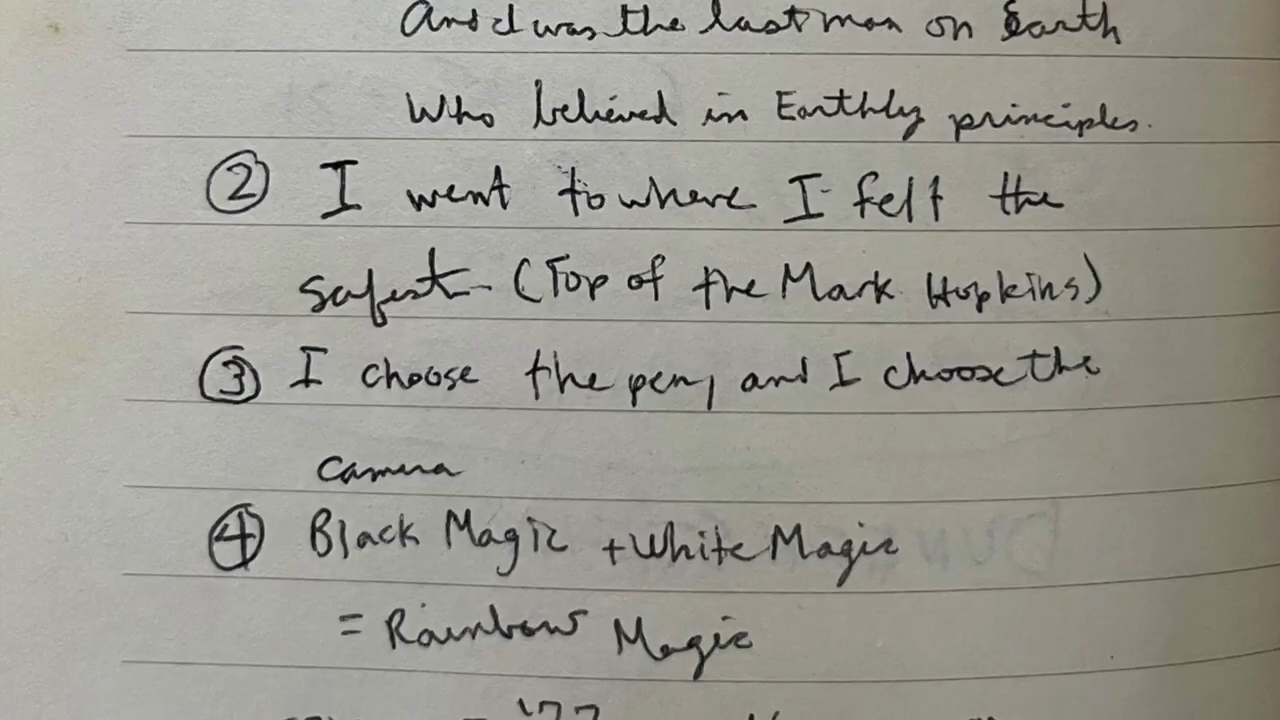 And I was the last man on Earth
Who believed in Earthly principles.
② I went to where I felt the
safest - (Top of the Mark Hopkins)
③ I choose the pen, and I choose the
camera
④ Black Magic + White Magic
= Rainbow Magic
'77